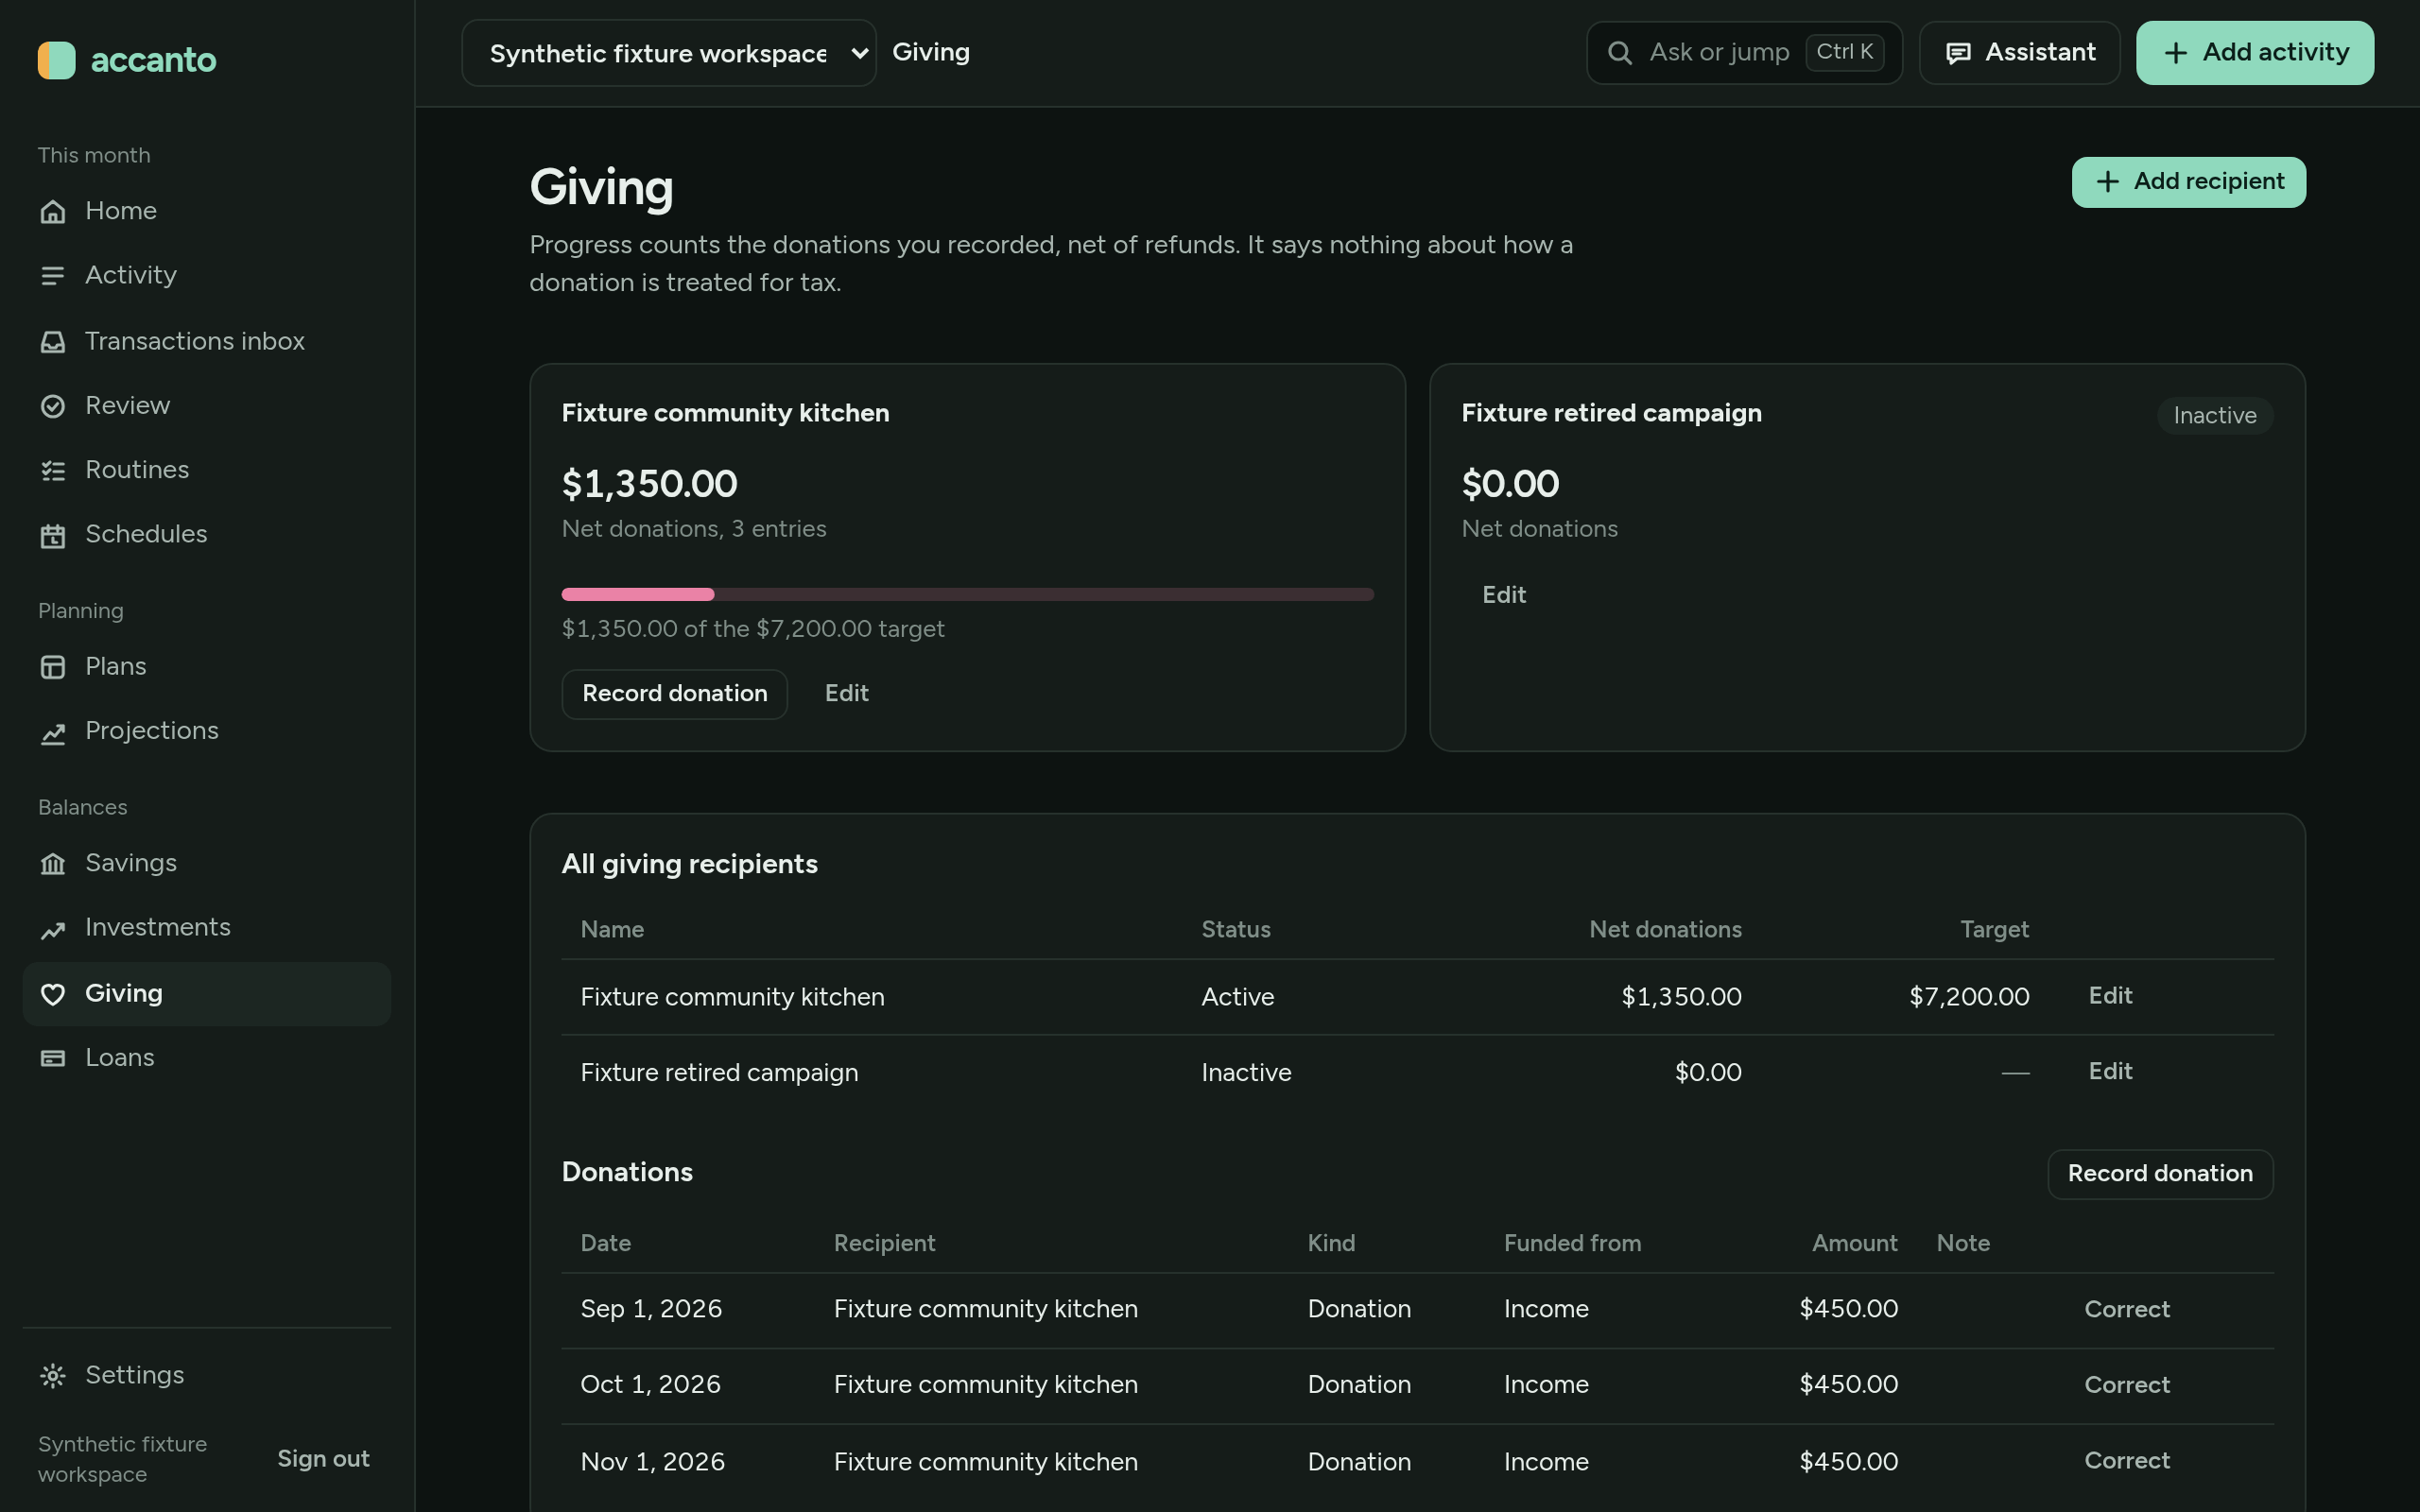 accanto
Synthetic fixture workspace
Giving
Ask or jump
Ctrl K
Assistant
Add activity
This month
Home
Activity
Transactions inbox
Review
Routines
Schedules
Planning
Plans
Projections
Balances
Savings
Investments
Giving
Loans
Settings
Synthetic fixture
workspace
Sign out
Giving
Add recipient
Progress counts the donations you recorded, net of refunds. It says nothing about how a
donation is treated for tax.
Fixture community kitchen
$1,350.00
Net donations, 3 entries
$1,350.00 of the $7,200.00 target
Record donation Edit
Fixture retired campaign Inactive
$0.00
Net donations
Edit
All giving recipients
Name Status Net donations Target
Fixture community kitchen Active $1,350.00 $7,200.00 Edit
Fixture retired campaign Inactive $0.00 — Edit
Donations Record donation
Date Recipient Kind Funded from Amount Note
Sep 1, 2026 Fixture community kitchen Donation Income $450.00 Correct
Oct 1, 2026 Fixture community kitchen Donation Income $450.00 Correct
Nov 1, 2026 Fixture community kitchen Donation Income $450.00 Correct